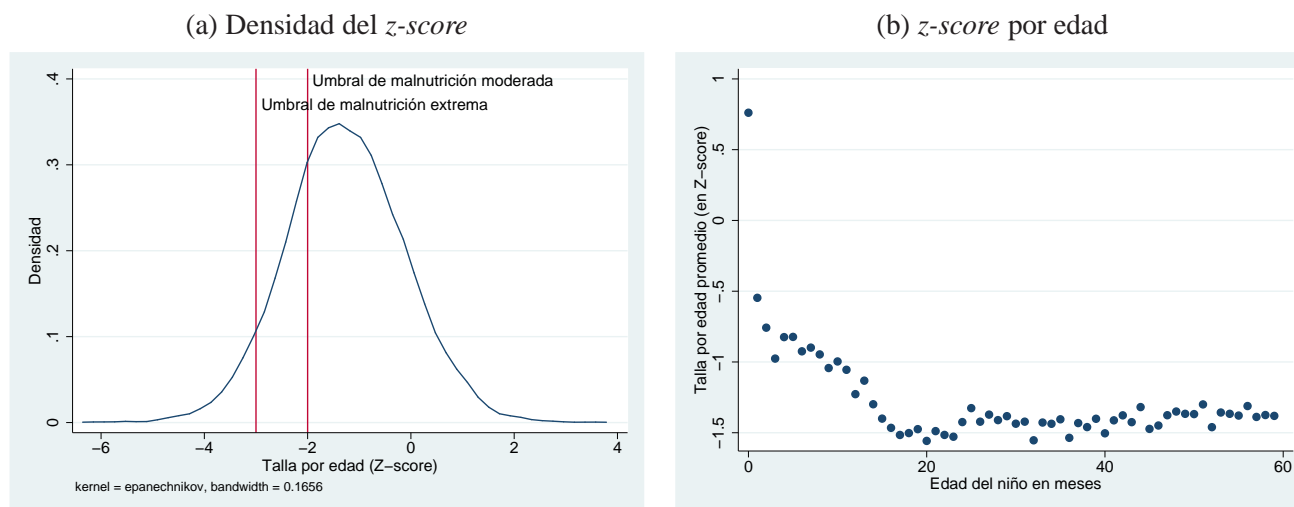 (a) Densidad del z-score
Umbral de malnutrición moderada
Umbral de malnutrición extrema
.4
.3
.2
.1
0
Densidad
−6
−4
−2
0
2
4
Talla por edad (Z−score)
kernel = epanechnikov, bandwidth = 0.1656
(b) z-score por edad
1
.5
0
−.5
−1
−1.5
Talla por edad promedio (en Z−score)
0
20
40
60
Edad del niño en meses